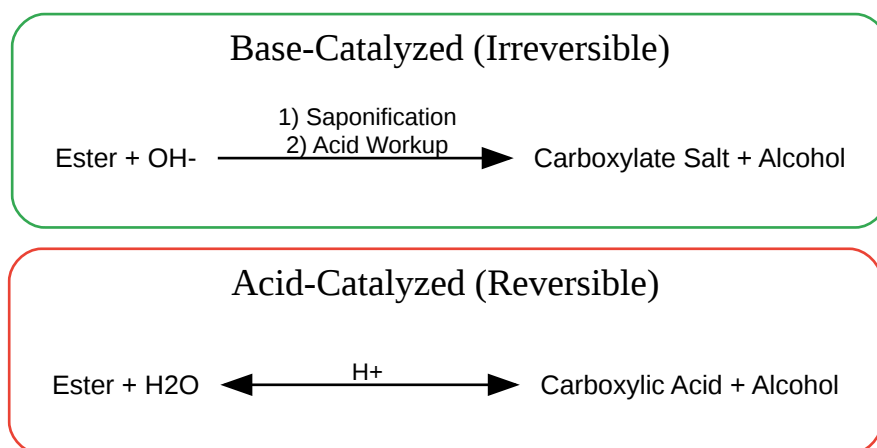 Base-Catalyzed (Irreversible)
1) Saponification
2) Acid Workup
Ester + OH-
Carboxylate Salt + Alcohol
Acid-Catalyzed (Reversible)
H+
Ester + H2O
Carboxylic Acid + Alcohol